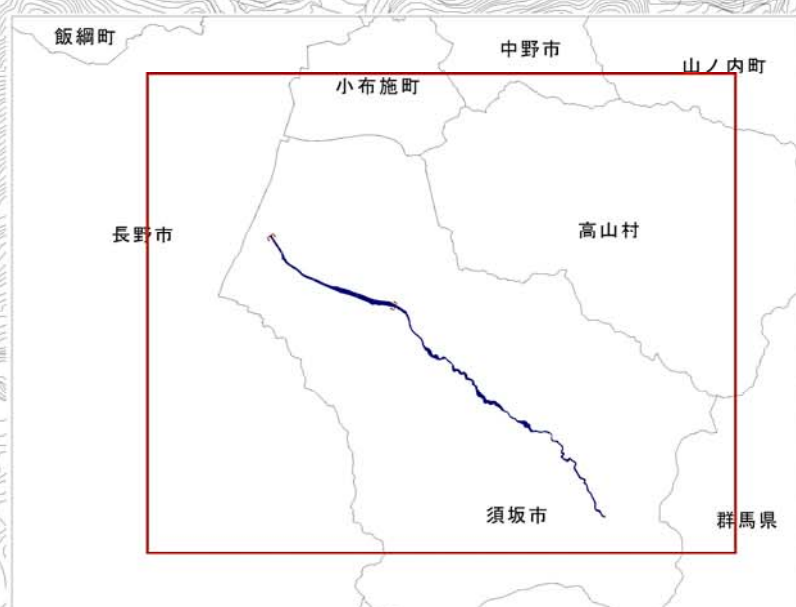 飯綱町
中野市
山ノ内町
小布施町
長野市
高山村
須坂市
群馬県